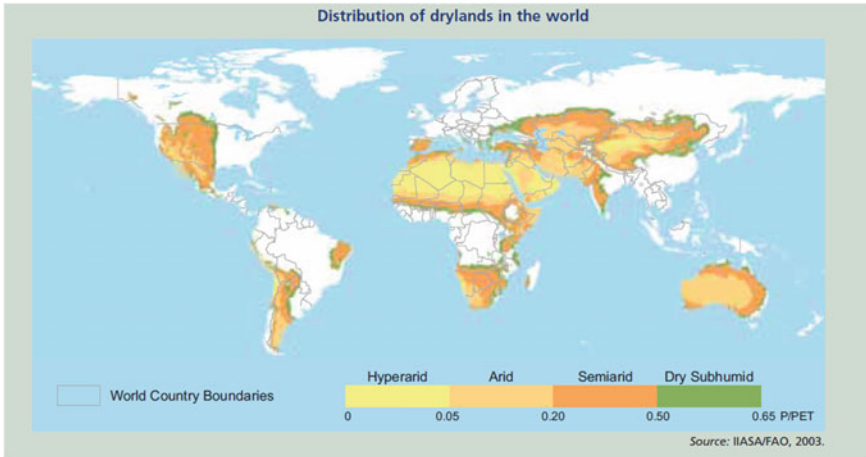 Distribution of drylands in the world
World Country Boundaries
Hyperarid Arid Semiarid Dry Subhumid
0 0.05 0.20 0.50 0.65 P/PET
Source: IIASA/FAO, 2003.